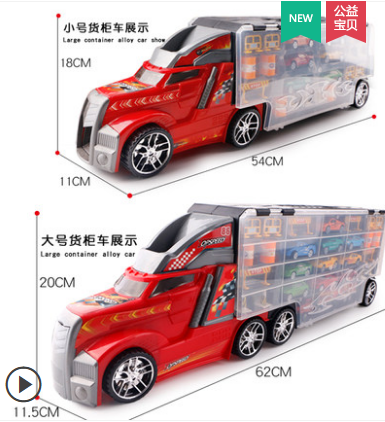 NEW
公益
宝贝
小号货柜车展示
Large container alloy car show
18CM
11CM
54CM
大号货柜车展示
Large container alloy car
OPSPEED
20CM
11.5CM
62CM